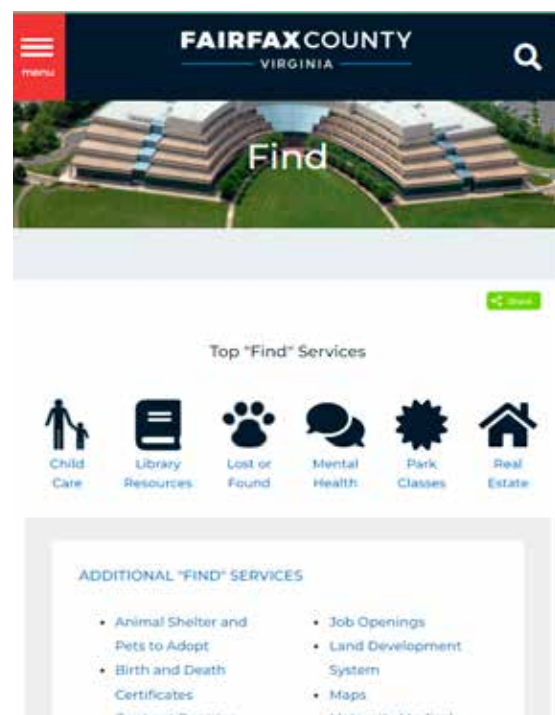 menu
FAIRFAX COUNTY
VIRGINIA
Find
Share
Top "Find" Services
Child
Care
Library
Resources
Lost or
Found
Mental
Health
Park
Classes
Real
Estate
ADDITIONAL "FIND" SERVICES
• Animal Shelter and
Pets to Adopt
• Birth and Death
Certificates
• Job Openings
• Land Development
System
• Maps